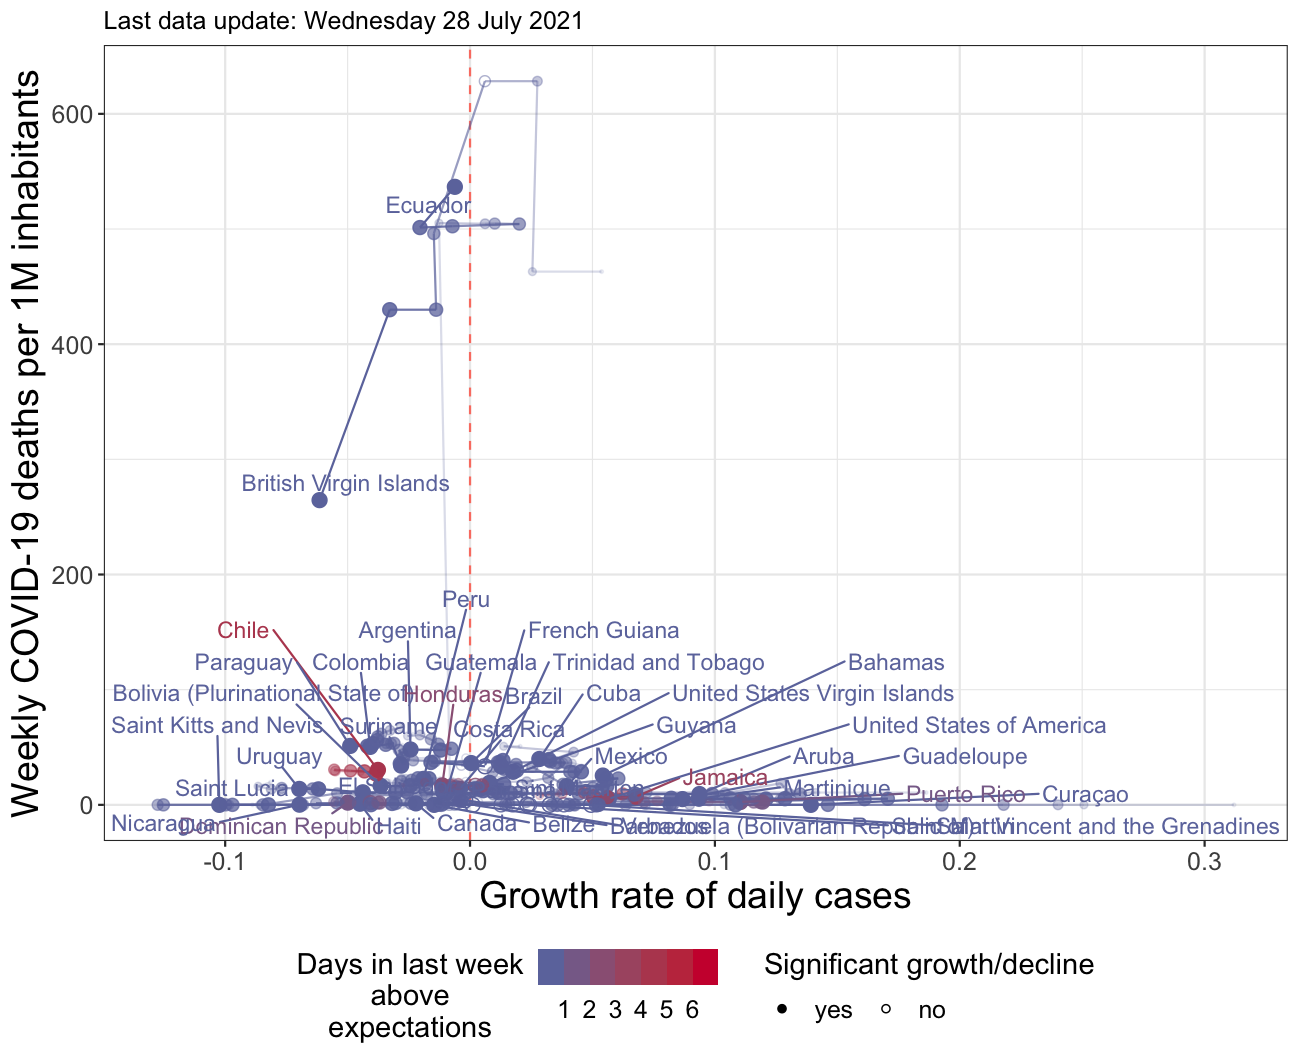 Last data update: Wednesday 28 July 2021
Weekly COVID-19 deaths per 1M inhabitants
600
400
200
0
Ecuador
British Virgin Islands
Peru
Chile
Argentina
French Guiana
Paraguay
Colombia
Guatemala
Trinidad and Tobago
Bahamas
Bolivia (Plurinational State of)
Honduras
Brazil
Cuba
United States Virgin Islands
Saint Kitts and Nevis
Suriname
Costa Rica
Guyana
United States of America
Uruguay
Mexico
Aruba
Guadeloupe
Saint Lucia
Jamaica
Martinique
Puerto Rico
Curaçao
Nicaragua
Dominican Republic
Haiti
Canada
Belize
Barbados
Venezuela (Bolivarian Republic of)
Saint Vincent and the Grenadines
-0.1
0.0
0.1
0.2
0.3
Growth rate of daily cases
Days in last week
above
expectations
1 2 3 4 5 6
Significant growth/decline
yes
no